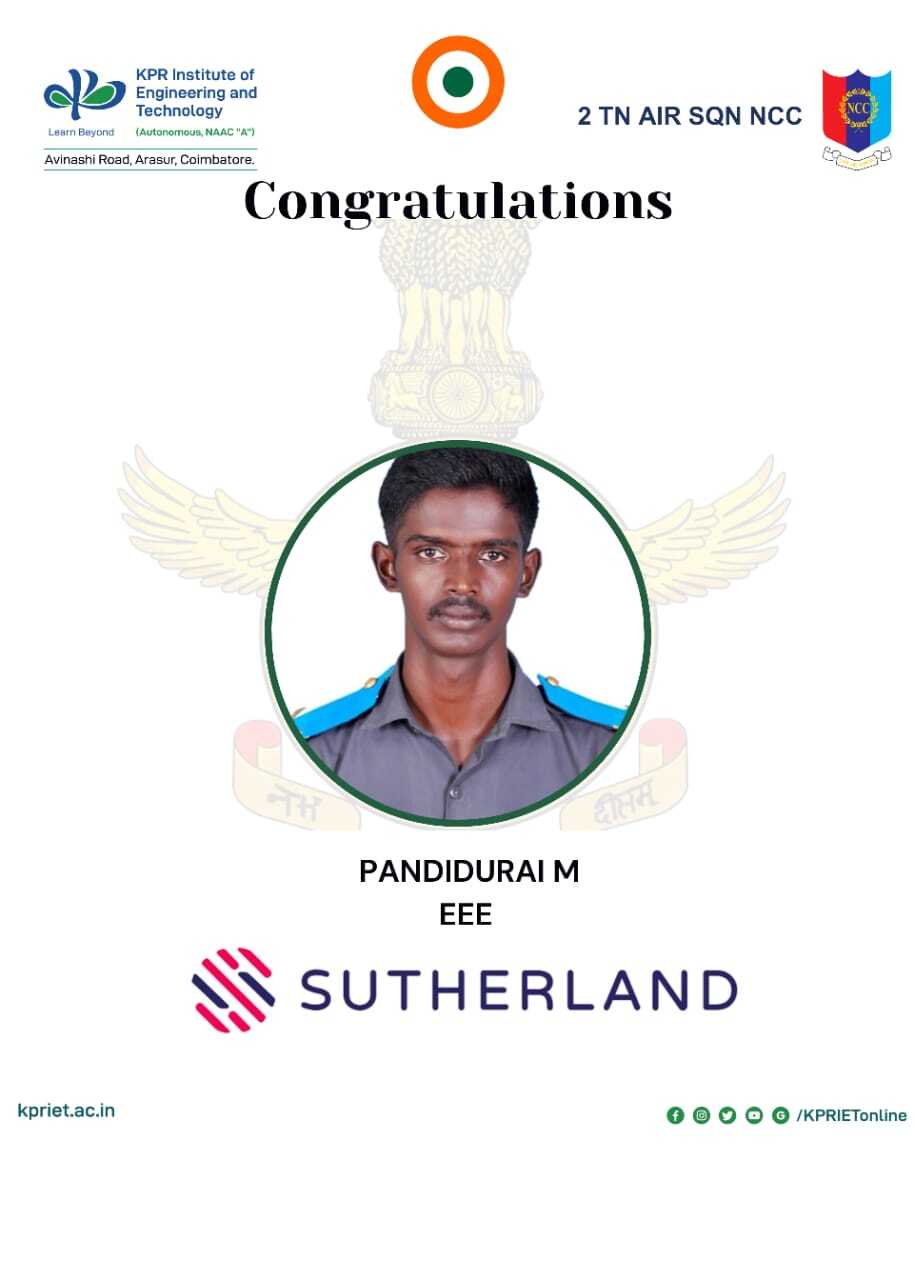 KPR Institute of
Engineering and
Technology
Learn Beyond
(Autonomous, NAAC "A")
Avinashi Road, Arasur, Coimbatore.
2 TN AIR SQN NCC
NCC
Congratulations
नभ
दीप्तम्
PANDIDURAI M
EEE
SUTHERLAND
kpriet.ac.in
/KPRIETonline